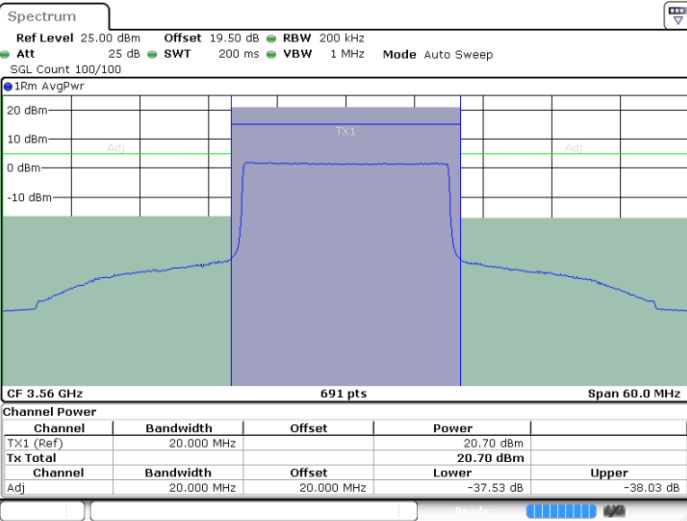 Spectrum
Ref Level 25.00 dBm Offset 19.50 dB RBW 200 kHz
Att 25 dB SWT 200 ms VBW 1 MHz Mode Auto Sweep
SGL Count 100/100
1Rm AvgPwr
20 dBm
TX1
10 dBm
Adj Adj
0 dBm
-10 dBm
CF 3.56 GHz 691 pts Span 60.0 MHz
Channel Power
Channel Bandwidth Offset Power
TX1 (Ref) 20.000 MHz 20.70 dBm
Tx Total 20.70 dBm
Channel Bandwidth Offset Lower Upper
Adj 20.000 MHz 20.000 MHz -37.53 dB -38.03 dB
Ready